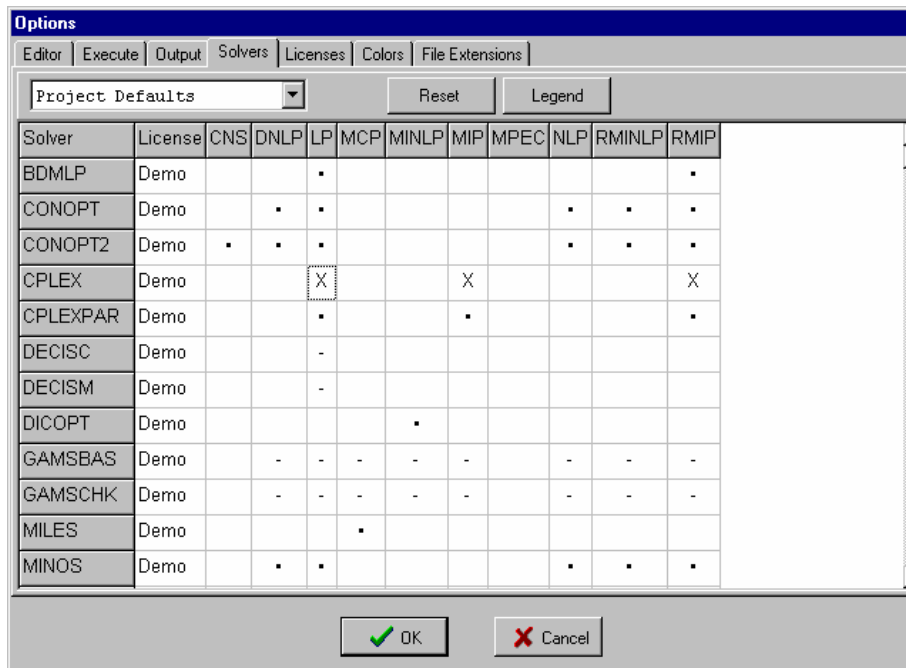 Options
Editor Execute Output Solvers Licenses Colors File Extensions
Project Defaults Reset Legend
Solver License CNS DNLP LP MCP MINLP MIP MPEC NLP RMINLP RMIP
BDMLP Demo ▪ ▪
CONOPT Demo ▪ ▪ ▪ ▪ ▪
CONOPT2 Demo ▪ ▪ ▪ ▪ ▪ ▪
CPLEX Demo X X X
CPLEXPAR Demo ▪ ▪ ▪
DECISC Demo -
DECISM Demo -
DICOPT Demo ▪
GAMSBAS Demo - - - - - - - -
GAMSCHK Demo - - - - - - - -
MILES Demo ▪
MINOS Demo ▪ ▪ ▪ ▪ ▪
OK Cancel